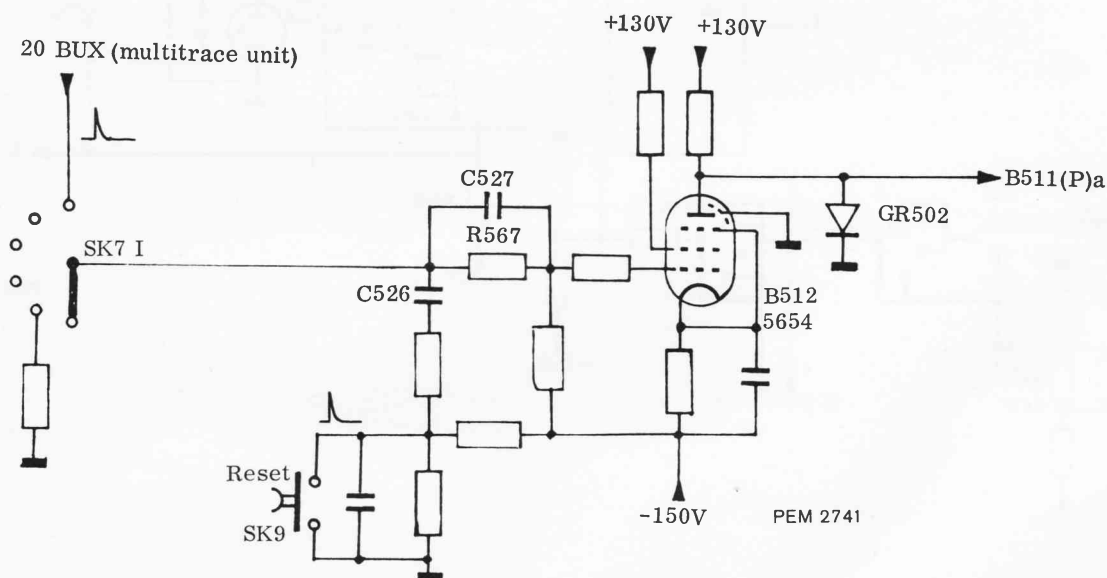 +130V +130V
20 BUX (multitrace unit)
C527
B511(P)a
R567
GR502
SK7 I
C526
B512
5654
Reset
SK9
-150V
PEM 2741